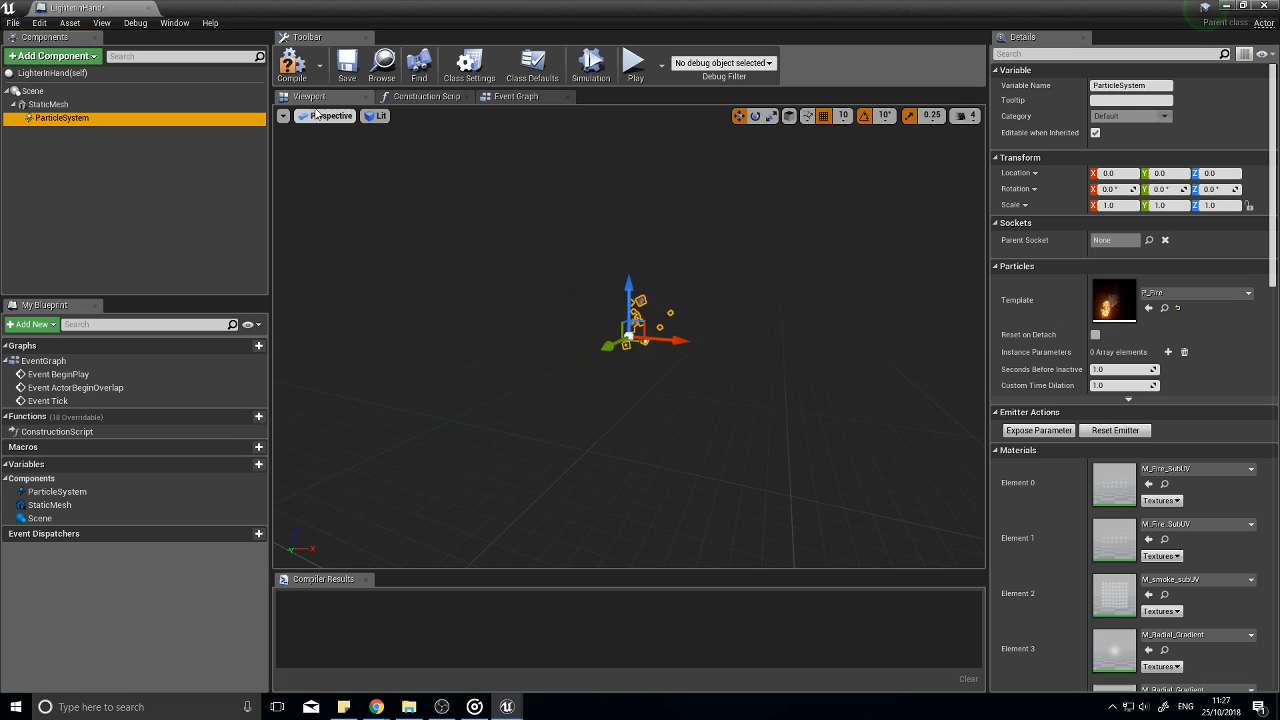 LighterInHand*
File Edit Asset View Debug Window Help
Parent class: Actor
Components
+Add Component
Search
LighterInHand(self)
Scene
StaticMesh
ParticleSystem
My Blueprint
+Add New
Search
Graphs
EventGraph
Event BeginPlay
Event ActorBeginOverlap
Event Tick
Functions (18 Overridable)
ConstructionScript
Macros
Variables
Components
ParticleSystem
StaticMesh
Scene
Event Dispatchers
Toolbar
Compile Save Browse Find Class Settings Class Defaults Simulation Play
No debug object selected
Debug Filter
Viewport Construction Scrip Event Graph
Perspective Lit
10 10° 0.25 4
X
Compiler Results
Clear
Details
Search
Variable
Variable Name ParticleSystem
Tooltip
Category Default
Editable when Inherited
Transform
Location X 0.0 Y 0.0 Z 0.0
Rotation X 0.0 ° Y 0.0 ° Z 0.0 °
Scale X 1.0 Y 1.0 Z 1.0
Sockets
Parent Socket None
Particles
Template P_Fire
Reset on Detach
Instance Parameters 0 Array elements
Seconds Before Inactive 1.0
Custom Time Dilation 1.0
Emitter Actions
Expose Parameter Reset Emitter
Materials
Element 0 M_Fire_SubUV
Textures
Element 1 M_Fire_SubUV
Textures
Element 2 M_smoke_subUV
Textures
Element 3 M_Radial_Gradient
Textures
M_Radial_Gradient
Type here to search
ENG
11:27
25/10/2018